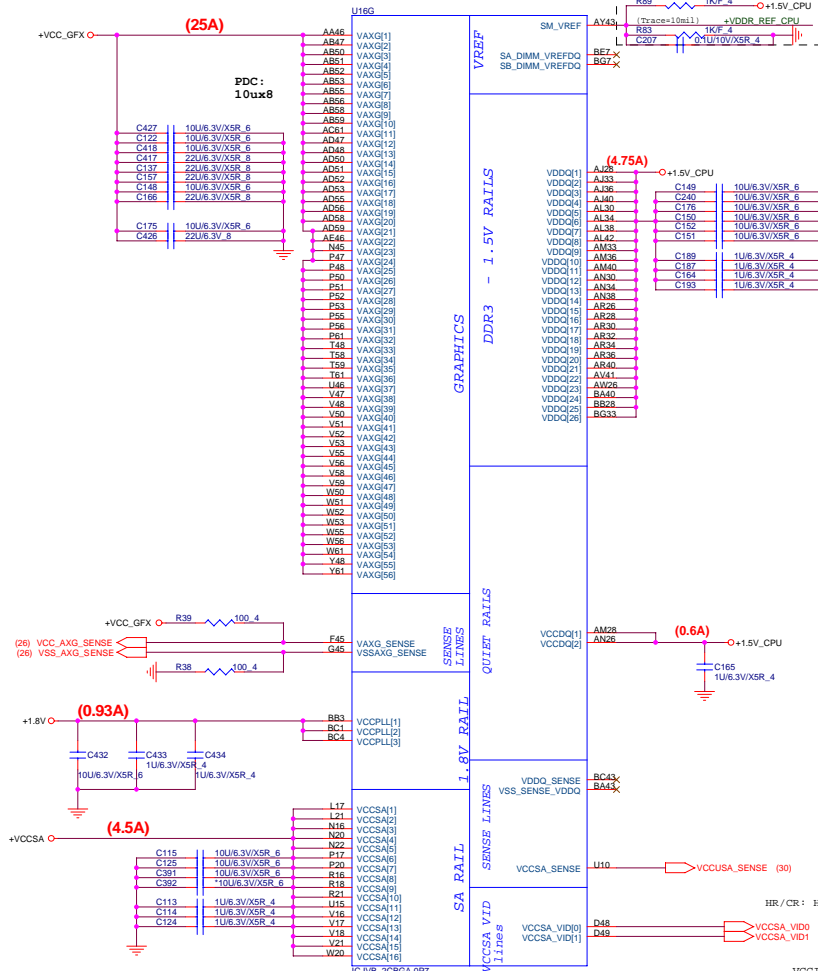 U16G
R89 1K/F_4 +1.5V_CPU
(Trace=10mil) +VDDR_REF_CPU
R83 1K/F_4
C207 0.1U/10V/X5R_4
+VCC_GFX (25A)
PDC:
10ux8
AA46 VAXG[1]
AB47 VAXG[2]
AB50 VAXG[3]
AB51 VAXG[4]
AB52 VAXG[5]
AB53 VAXG[6]
AB55 VAXG[7]
AB56 VAXG[8]
AB58 VAXG[9]
AB59 VAXG[10]
AC61 VAXG[11]
AD47 VAXG[12]
AD48 VAXG[13]
AD50 VAXG[14]
AD51 VAXG[15]
AD52 VAXG[16]
AD53 VAXG[17]
AD55 VAXG[18]
AD56 VAXG[19]
AD58 VAXG[20]
AD59 VAXG[21]
AE46 VAXG[22]
N45 VAXG[23]
P47 VAXG[24]
P48 VAXG[25]
P50 VAXG[26]
P51 VAXG[27]
P52 VAXG[28]
P53 VAXG[29]
P55 VAXG[30]
P56 VAXG[31]
P61 VAXG[32]
T48 VAXG[33]
T58 VAXG[34]
T59 VAXG[35]
T61 VAXG[36]
U46 VAXG[37]
V47 VAXG[38]
V48 VAXG[39]
V50 VAXG[40]
V51 VAXG[41]
V52 VAXG[42]
V53 VAXG[43]
V55 VAXG[44]
V56 VAXG[45]
V58 VAXG[46]
V59 VAXG[47]
W50 VAXG[48]
W51 VAXG[49]
W52 VAXG[50]
W53 VAXG[51]
W55 VAXG[52]
W56 VAXG[53]
W61 VAXG[54]
Y48 VAXG[55]
Y61 VAXG[56]
C427 10U/6.3V/X5R_6
C122 10U/6.3V/X5R_6
C418 10U/6.3V/X5R_6
C417 22U/6.3V/X5R_8
C137 22U/6.3V/X5R_8
C157 22U/6.3V/X5R_8
C148 10U/6.3V/X5R_6
C166 22U/6.3V/X5R_8
C175 10U/6.3V/X5R_6
C426 22U/6.3V_8
GRAPHICS
VREF
SM_VREF AY43
SA_DIMM_VREFDQ BE7
SB_DIMM_VREFDQ BG7
DDR3 - 1.5V RAILS
(4.75A) +1.5V_CPU
VDDQ[1] AJ28
VDDQ[2] AJ33
VDDQ[3] AJ36
VDDQ[4] AJ40
VDDQ[5] AL30
VDDQ[6] AL34
VDDQ[7] AL38
VDDQ[8] AL42
VDDQ[9] AM33
VDDQ[10] AM36
VDDQ[11] AM40
VDDQ[12] AN30
VDDQ[13] AN34
VDDQ[14] AN38
VDDQ[15] AR26
VDDQ[16] AR28
VDDQ[17] AR30
VDDQ[18] AR32
VDDQ[19] AR34
VDDQ[20] AR36
VDDQ[21] AR40
VDDQ[22] AV41
VDDQ[23] AW26
VDDQ[24] BA40
VDDQ[25] BB28
VDDQ[26] BG33
C149 10U/6.3V/X5R_6
C240 10U/6.3V/X5R_6
C176 10U/6.3V/X5R_6
C150 10U/6.3V/X5R_6
C152 10U/6.3V/X5R_6
C151 10U/6.3V/X5R_6
C189 1U/6.3V/X5R_4
C187 1U/6.3V/X5R_4
C164 1U/6.3V/X5R_4
C193 1U/6.3V/X5R_4
+VCC_GFX R39 100_4
(26) VCC_AXG_SENSE F45 VAXG_SENSE
(26) VSS_AXG_SENSE G45 VSSAXG_SENSE
R38 100_4
SENSE
LINES
QUIET RAILS
VCCDQ[1] AM28
VCCDQ[2] AN26
(0.6A) +1.5V_CPU
C165
1U/6.3V/X5R_4
+1.8V (0.93A)
BB3 VCCPLL[1]
BC1 VCCPLL[2]
BC4 VCCPLL[3]
1.8V RAIL
C432 C433 C434
10U/6.3V/X5R_6 1U/6.3V/X5R_4 1U/6.3V/X5R_4
VDDQ_SENSE BC43
VSS_SENSE_VDDQ BA43
SENSE LINES
VCCSA_SENSE U10 VCCUSA_SENSE (30)
+VCCSA (4.5A)
L17 VCCSA[1]
L21 VCCSA[2]
N16 VCCSA[3]
N20 VCCSA[4]
N22 VCCSA[5]
P17 VCCSA[6]
P20 VCCSA[7]
R16 VCCSA[8]
R18 VCCSA[9]
R21 VCCSA[10]
U15 VCCSA[11]
V16 VCCSA[12]
V17 VCCSA[13]
V18 VCCSA[14]
V21 VCCSA[15]
W20 VCCSA[16]
C115 10U/6.3V/X5R_6
C125 10U/6.3V/X5R_6
C391 10U/6.3V/X5R_6
C392 *10U/6.3V/X5R_6
C113 1U/6.3V/X5R_4
C114 1U/6.3V/X5R_4
C124 1U/6.3V/X5R_4
SA RAIL
VCCSA VID
lines
HR/CR: H
VCCSA_VID[0] D48 VCCSA_VID0
VCCSA_VID[1] D49 VCCSA_VID1
IC,IVB_2CBGA,0P7